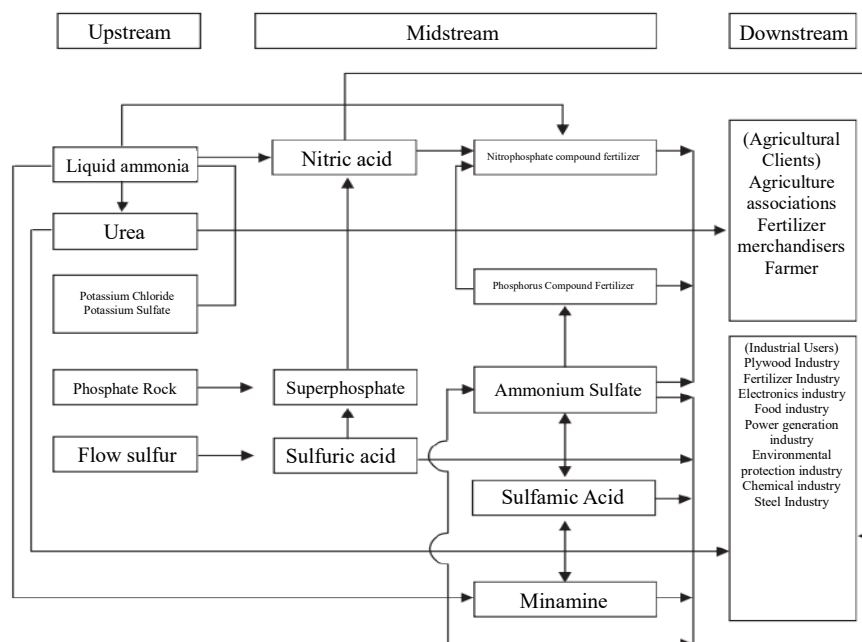 Upstream
Midstream
Downstream
Liquid ammonia
Nitric acid
Nitrophosphate compound fertilizer
(Agricultural
Clients)
Agriculture
associations
Fertilizer
merchandisers
Farmer
Urea
Potassium Chloride
Potassium Sulfate
Phosphorus Compound Fertilizer
Phosphate Rock
Superphosphate
Ammonium Sulfate
(Industrial Users)
Plywood Industry
Fertilizer Industry
Electronics industry
Food industry
Power generation
industry
Environmental
protection industry
Chemical industry
Steel Industry
Flow sulfur
Sulfuric acid
Sulfamic Acid
Minamine